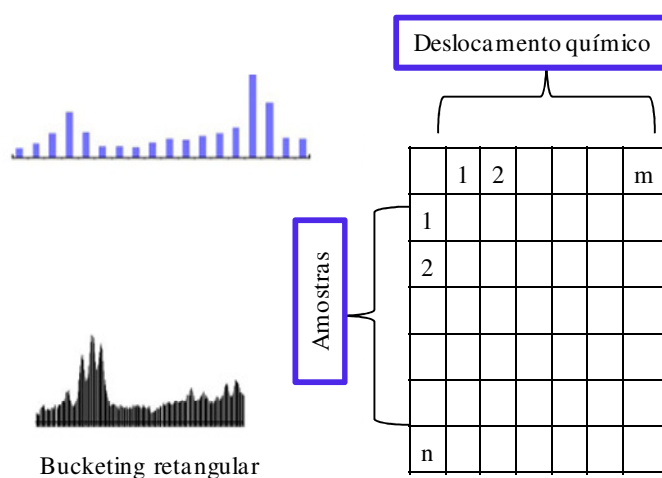 Deslocamento químico
1 2 m
Amostras
1
2
n
Bucketing retangular